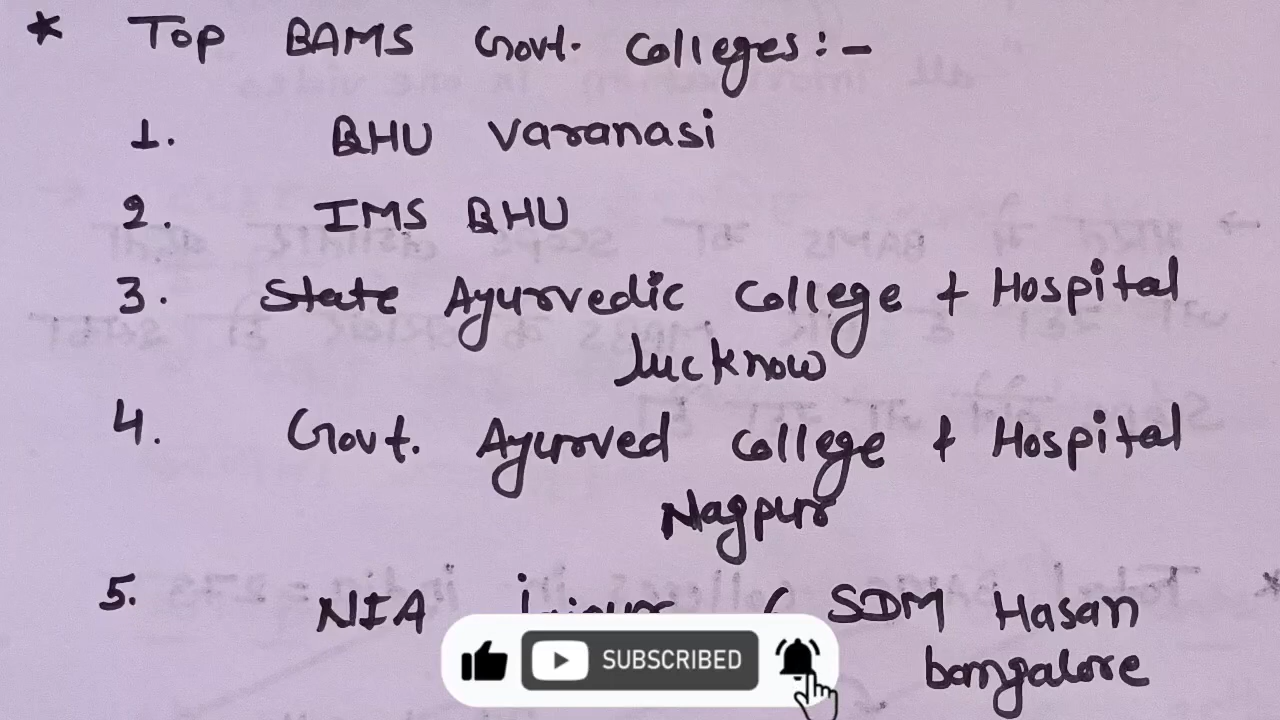 * Top BAMS Govt. Colleges :-
1. BHU Varanasi
2. IMS BHU
3. State Ayurvedic College + Hospital
lucknow
4. Govt. Ayurved College + Hospital
Nagpur
5. NIA / SDM Hasan
bangalore
SUBSCRIBED